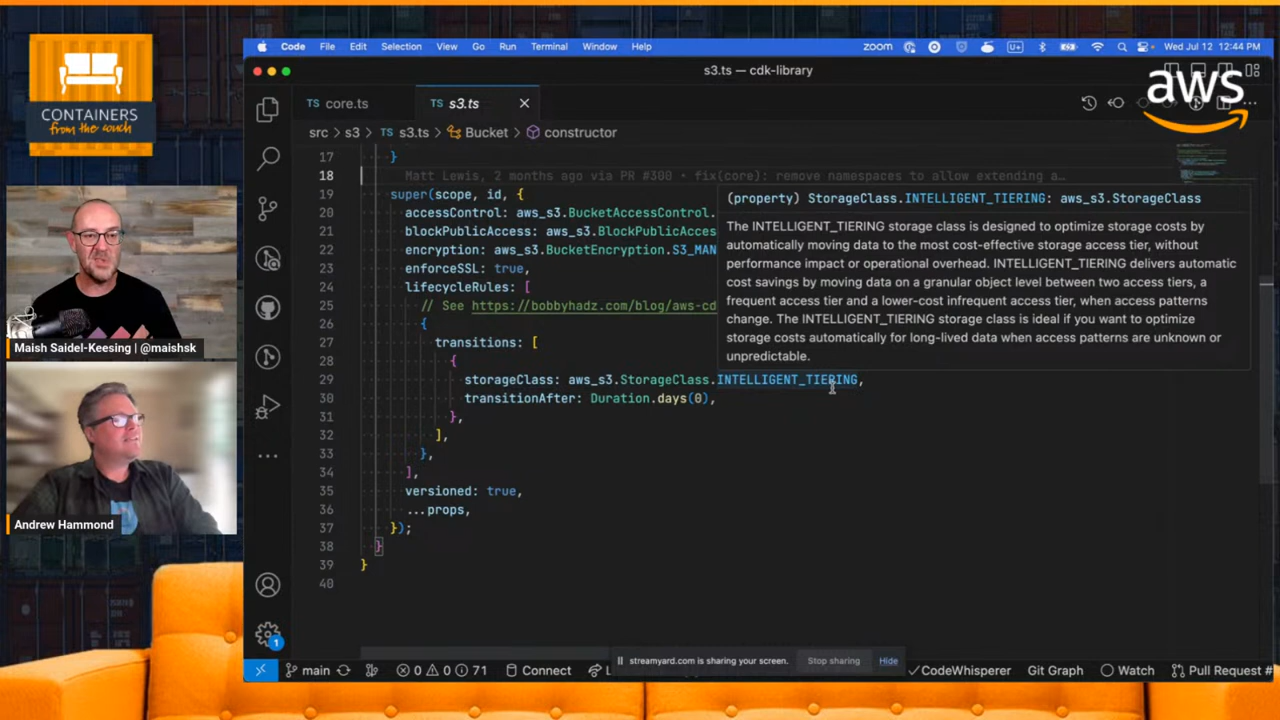 CONTAINERS
from the couch
Maish Saidel-Keesing | @maishsk
Andrew Hammond
aws
Code File Edit Selection View Go Run Terminal Window Help zoom U+ Wed Jul 12 12:44 PM
s3.ts — cdk-library
TS core.ts TS s3.ts
src > s3 > TS s3.ts > Bucket > constructor
17 }
18 Matt Lewis, 2 months ago via PR #300 • fix(core): remove namespaces to allow extending a…
19 super(scope, id, {
20 accessControl: aws_s3.BucketAccessControl.
21 blockPublicAccess: aws_s3.BlockPublicAcces
22 encryption: aws_s3.BucketEncryption.S3_MAN
23 enforceSSL: true,
24 lifecycleRules: [
25 // See https://bobbyhadz.com/blog/aws-cd
26 {
27 transitions: [
28 {
29 storageClass: aws_s3.StorageClass.INTELLIGENT_TIERING,
30 transitionAfter: Duration.days(0),
31 },
32 ],
33 },
34 ],
35 versioned: true,
36 ...props,
37 });
38 }
39 }
40
(property) StorageClass.INTELLIGENT_TIERING: aws_s3.StorageClass
The INTELLIGENT_TIERING storage class is designed to optimize storage costs by
automatically moving data to the most cost-effective storage access tier, without
performance impact or operational overhead. INTELLIGENT_TIERING delivers automatic
cost savings by moving data on a granular object level between two access tiers, a
frequent access tier and a lower-cost infrequent access tier, when access patterns
change. The INTELLIGENT_TIERING storage class is ideal if you want to optimize
storage costs automatically for long-lived data when access patterns are unknown or
unpredictable.
streamyard.com is sharing your screen. Stop sharing Hide
1
main 0 0 71 Connect L CodeWhisperer Git Graph Watch Pull Request #